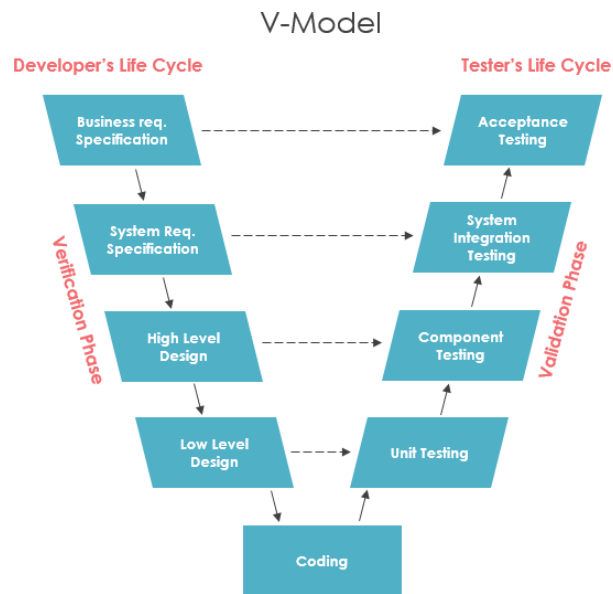 V-Model
Developer's Life Cycle
Tester's Life Cycle
Business req.
Specification
Acceptance
Testing
System Req.
Specification
System
Integration
Testing
Verification Phase
Validation Phase
High Level
Design
Component
Testing
Low Level
Design
Unit Testing
Coding